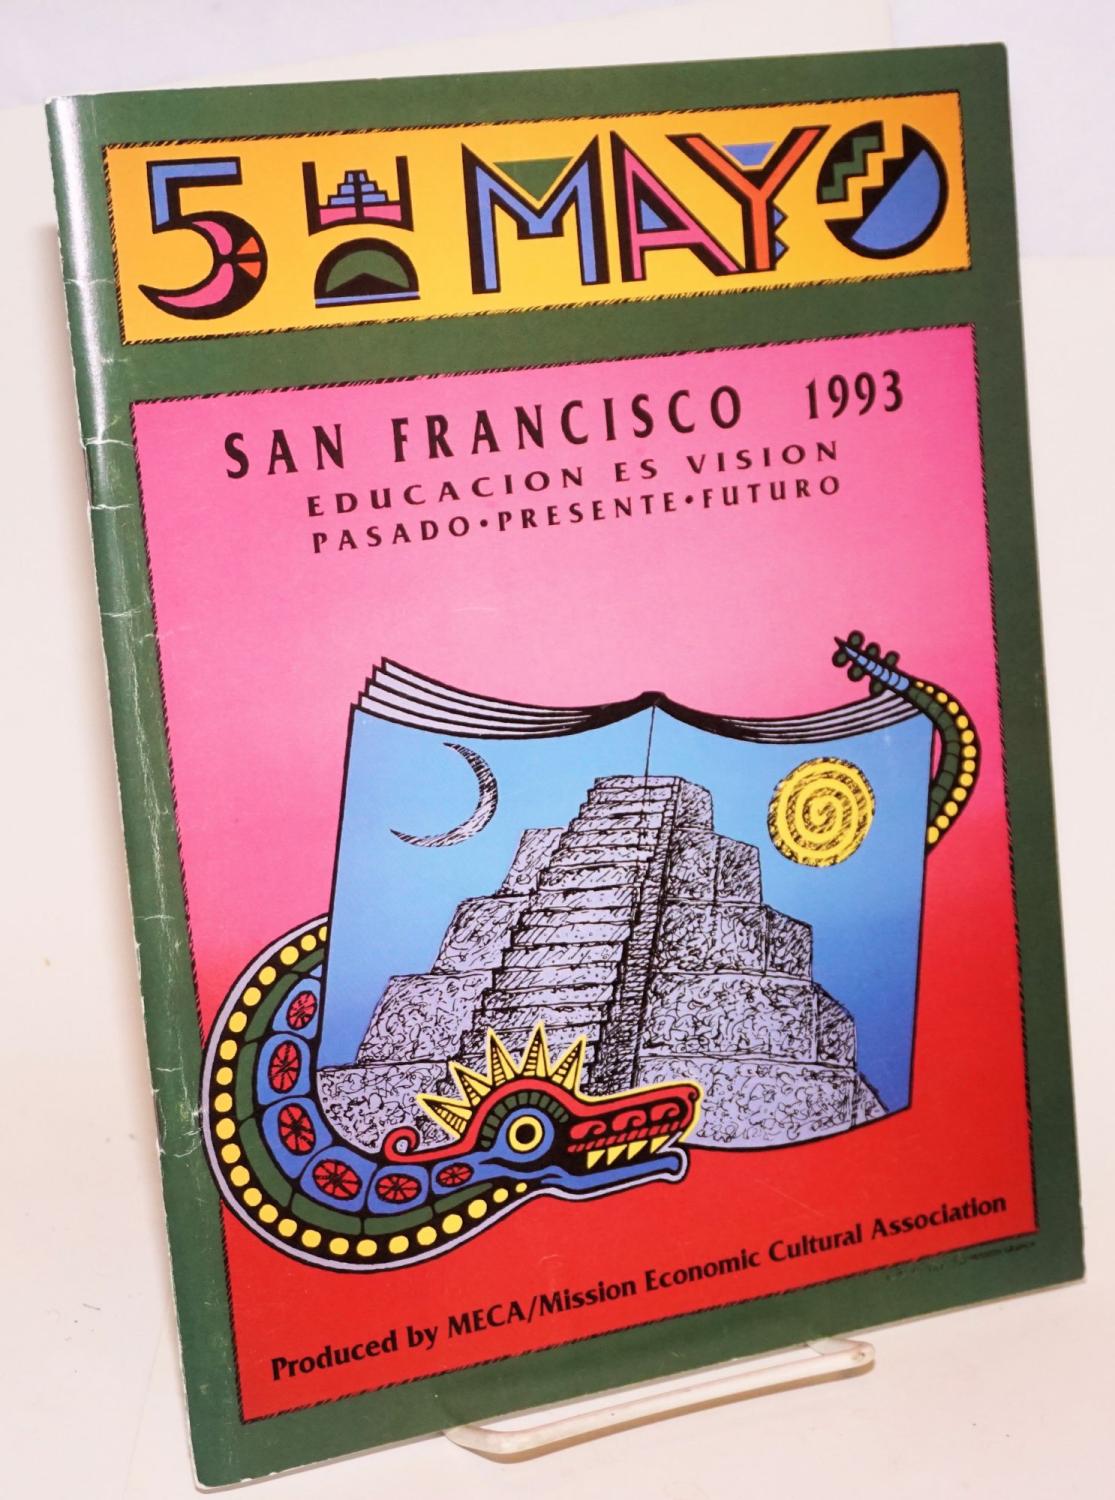 5 DE MAYO
SAN FRANCISCO 1993
EDUCACION ES VISION
PASADO•PRESENTE•FUTURO
Produced by MECA/Mission Economic Cultural Association